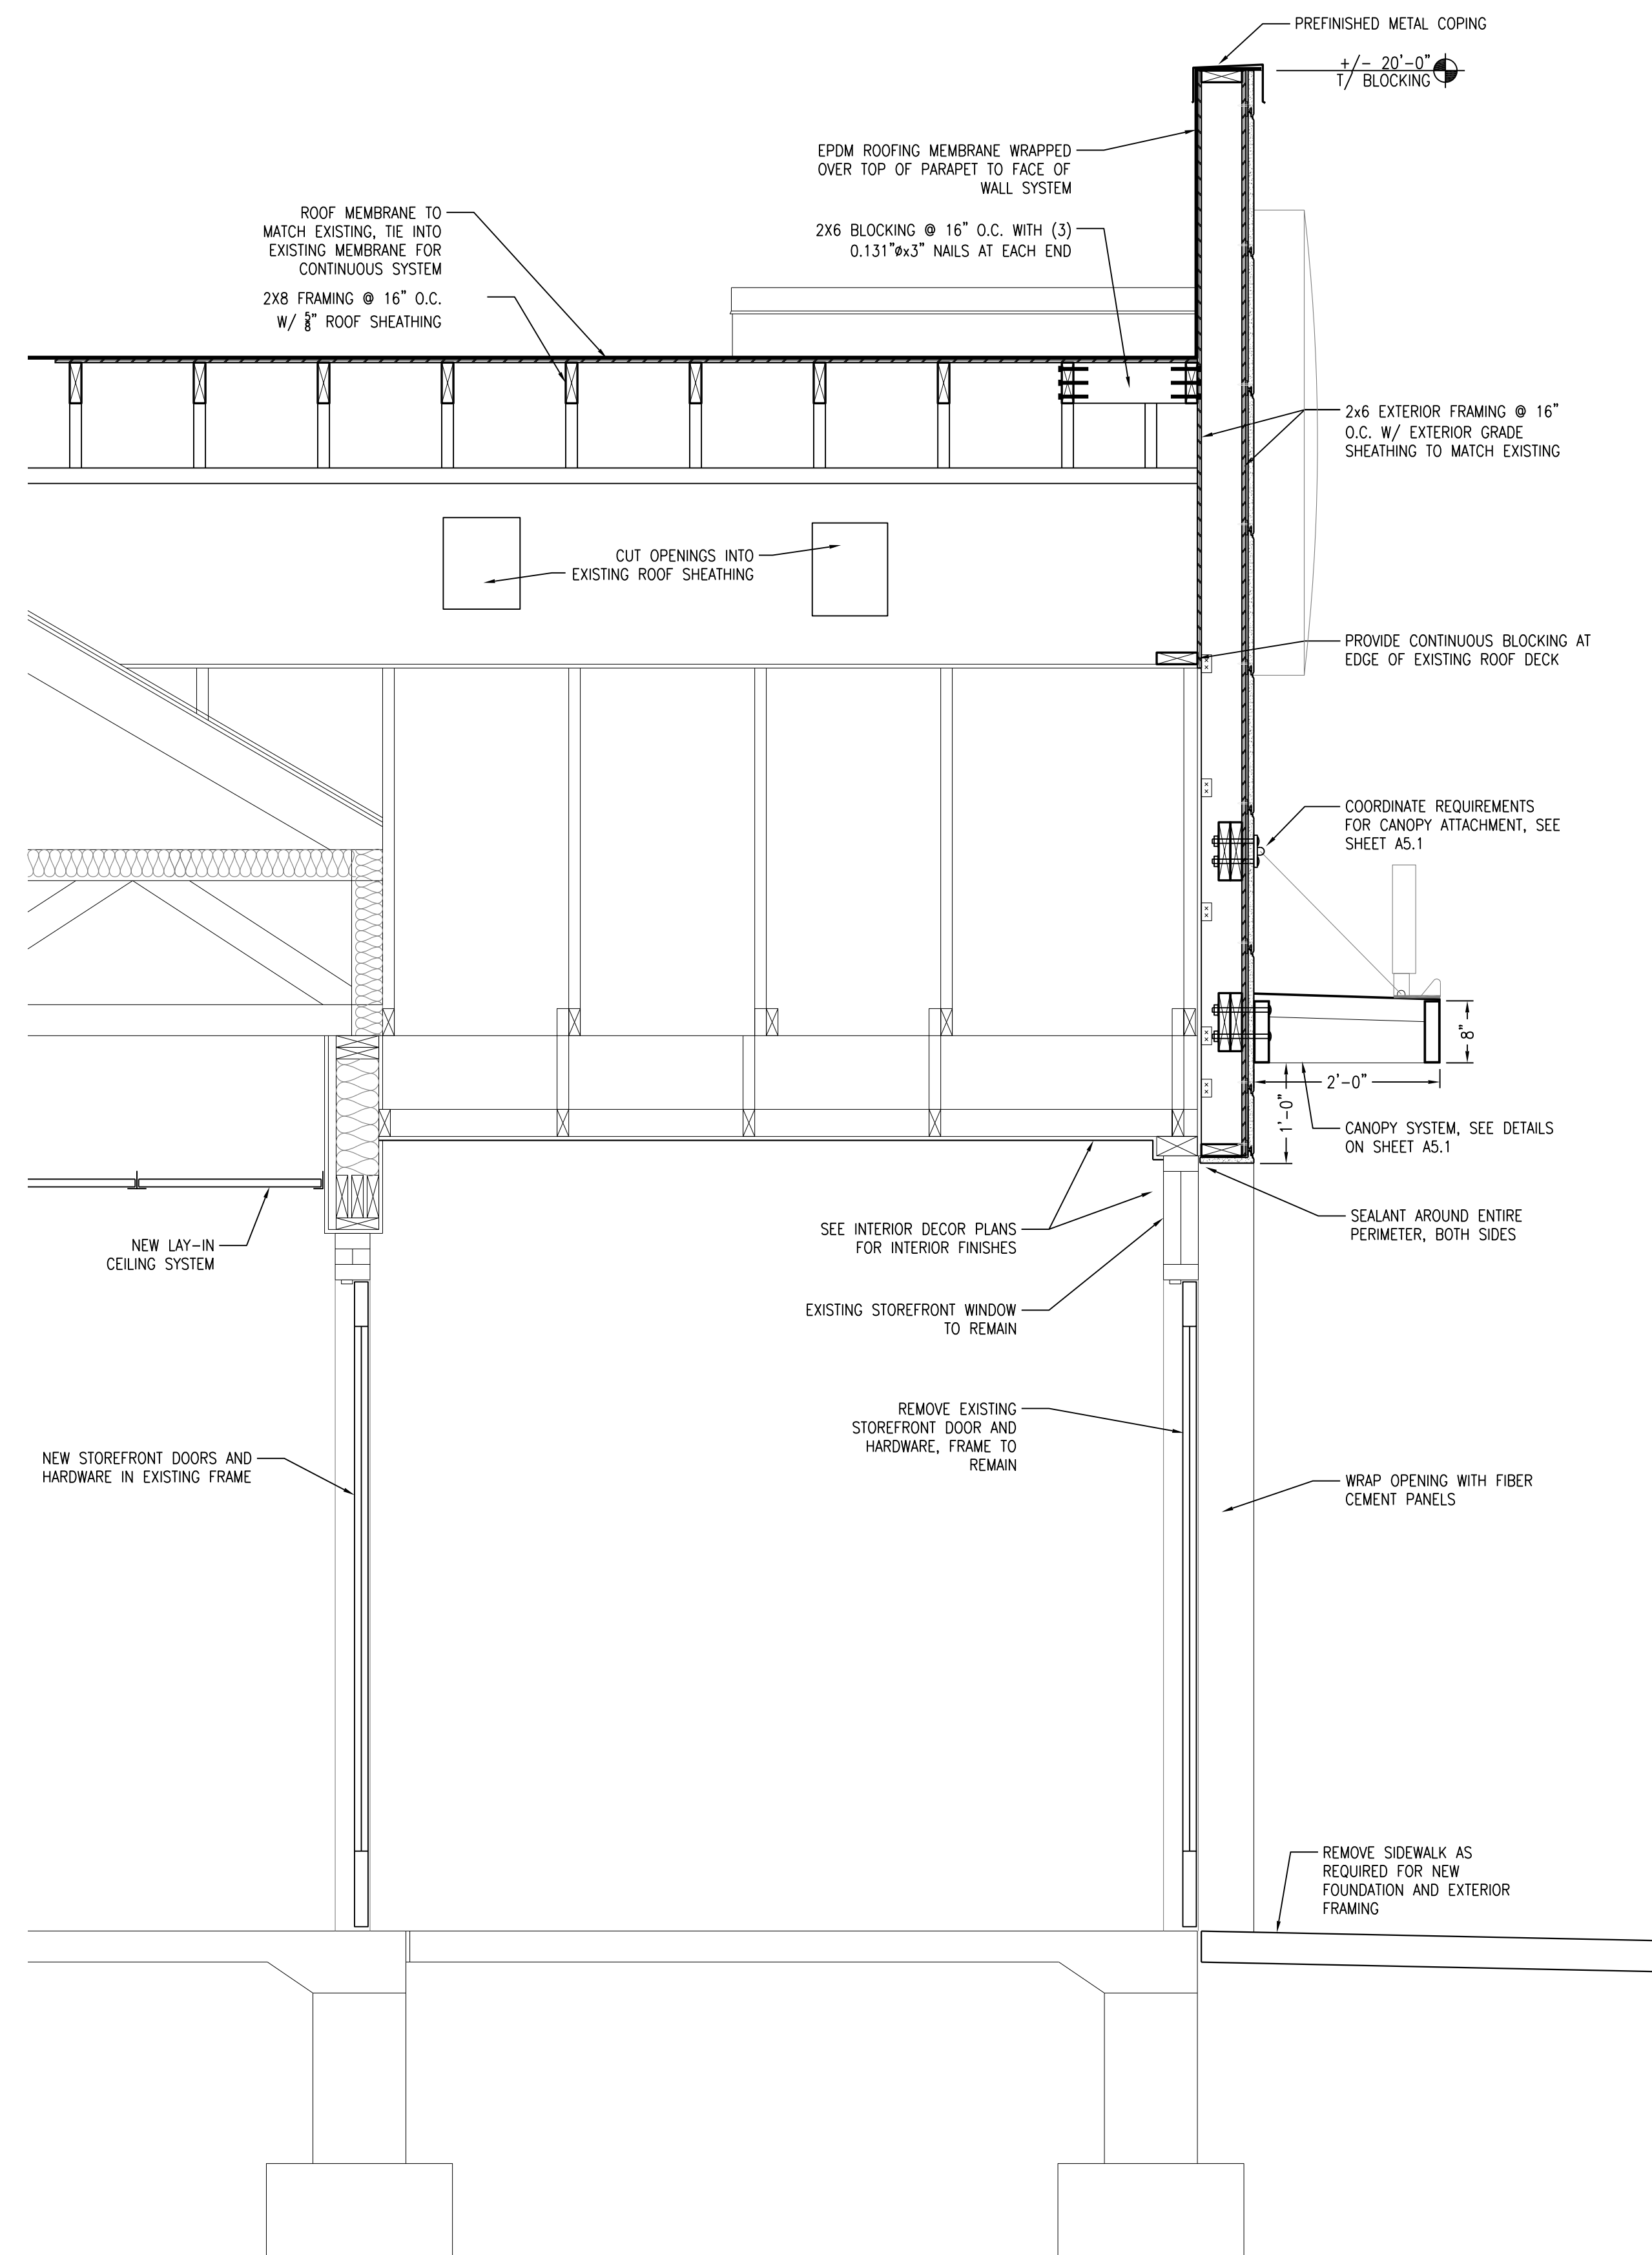 PREFINISHED METAL COPING
+/- 20'-0"
T/ BLOCKING
EPDM ROOFING MEMBRANE WRAPPED
OVER TOP OF PARAPET TO FACE OF
WALL SYSTEM
ROOF MEMBRANE TO
MATCH EXISTING, TIE INTO
EXISTING MEMBRANE FOR
CONTINUOUS SYSTEM
2X6 BLOCKING @ 16" O.C. WITH (3)
0.131"øx3" NAILS AT EACH END
2X8 FRAMING @ 16" O.C.
W/ 5/8" ROOF SHEATHING
2x6 EXTERIOR FRAMING @ 16"
O.C. W/ EXTERIOR GRADE
SHEATHING TO MATCH EXISTING
CUT OPENINGS INTO
EXISTING ROOF SHEATHING
PROVIDE CONTINUOUS BLOCKING AT
EDGE OF EXISTING ROOF DECK
COORDINATE REQUIREMENTS
FOR CANOPY ATTACHMENT, SEE
SHEET A5.1
8"
2'-0"
1'-0"
CANOPY SYSTEM, SEE DETAILS
ON SHEET A5.1
SEALANT AROUND ENTIRE
PERIMETER, BOTH SIDES
SEE INTERIOR DECOR PLANS
FOR INTERIOR FINISHES
NEW LAY-IN
CEILING SYSTEM
EXISTING STOREFRONT WINDOW
TO REMAIN
REMOVE EXISTING
STOREFRONT DOOR AND
HARDWARE, FRAME TO
REMAIN
NEW STOREFRONT DOORS AND
HARDWARE IN EXISTING FRAME
WRAP OPENING WITH FIBER
CEMENT PANELS
REMOVE SIDEWALK AS
REQUIRED FOR NEW
FOUNDATION AND EXTERIOR
FRAMING